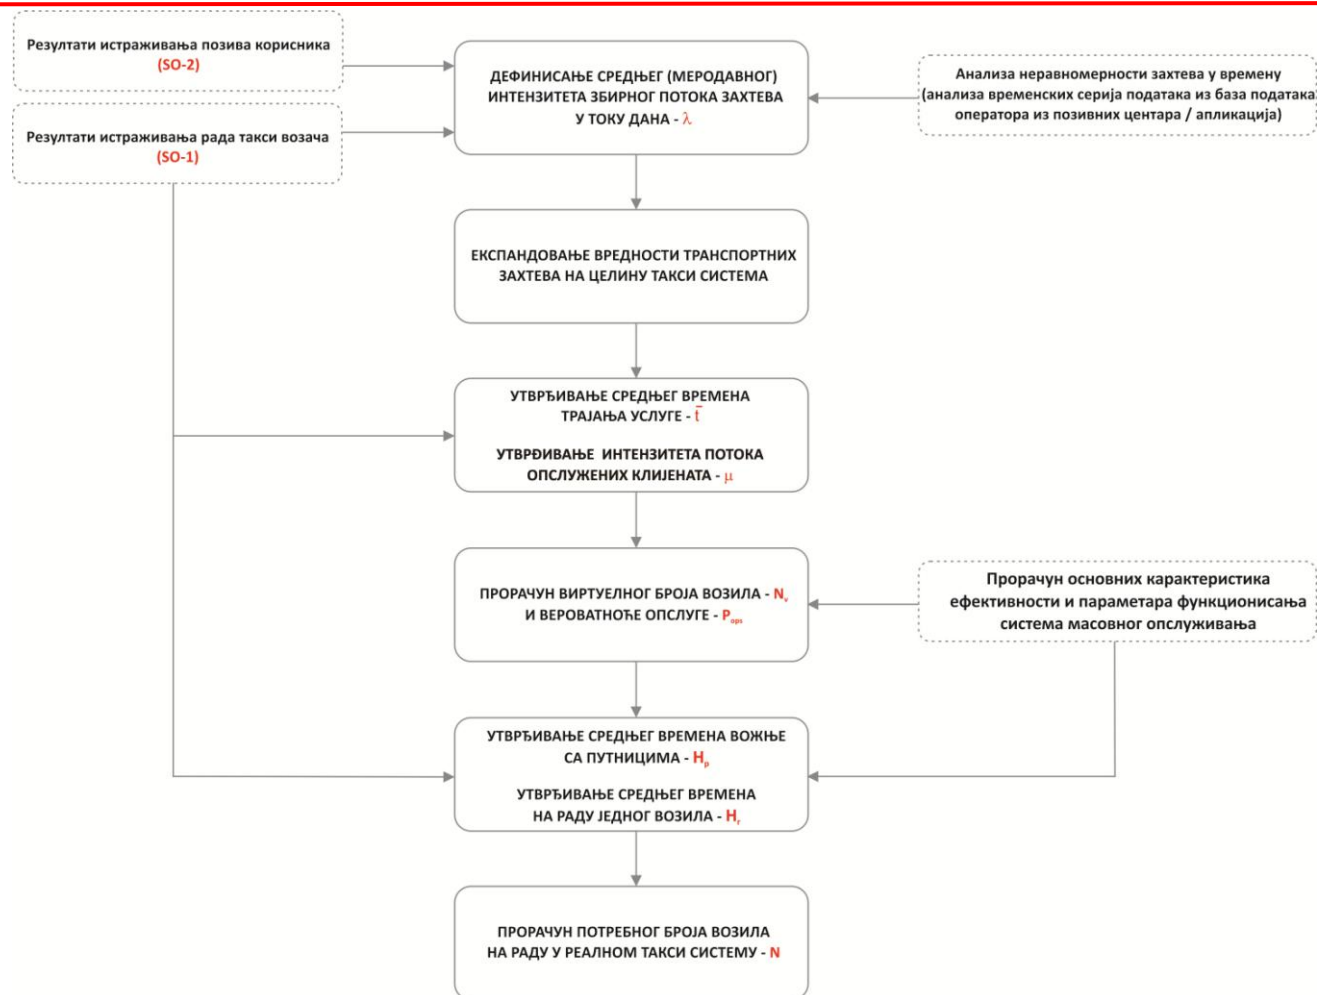 Резултати истраживања позива корисника
(SO-2)
Резултати истраживања рада такси возача
(SO-1)
ДЕФИНИСАЊЕ СРЕДЊЕГ (МЕРОДАВНОГ)
ИНТЕНЗИТЕТА ЗБИРНОГ ПОТОКА ЗАХТЕВА
У ТОКУ ДАНА - λ
Анализа неравномерности захтева у времену
(анализа временских серија података из база података
оператора из позивних центара / апликација)
ЕКСПАНДОВАЊЕ ВРЕДНОСТИ ТРАНСПОРТНИХ
ЗАХТЕВА НА ЦЕЛИНУ ТАКСИ СИСТЕМА
УТВРЂИВАЊЕ СРЕДЊЕГ ВРЕМЕНА
ТРАЈАЊА УСЛУГЕ - t̄
УТВРЂИВАЊЕ ИНТЕНЗИТЕТА ПОТОКА
ОПСЛУЖЕНИХ КЛИЈЕНАТА - μ
ПРОРАЧУН ВИРТУЕЛНОГ БРОЈА ВОЗИЛА - Nᵥ
И ВЕРОВАТНОЋЕ ОПСЛУГЕ - Pops
Прорачун основних карактеристика
ефективности и параметара функционисања
система масовног опслуживања
УТВРЂИВАЊЕ СРЕДЊЕГ ВРЕМЕНА ВОЖЊЕ
СА ПУТНИЦИМА - Hp
УТВРЂИВАЊЕ СРЕДЊЕГ ВРЕМЕНА
НА РАДУ ЈЕДНОГ ВОЗИЛА - Hr
ПРОРАЧУН ПОТРЕБНОГ БРОЈА ВОЗИЛА
НА РАДУ У РЕАЛНОМ ТАКСИ СИСТЕМУ - N